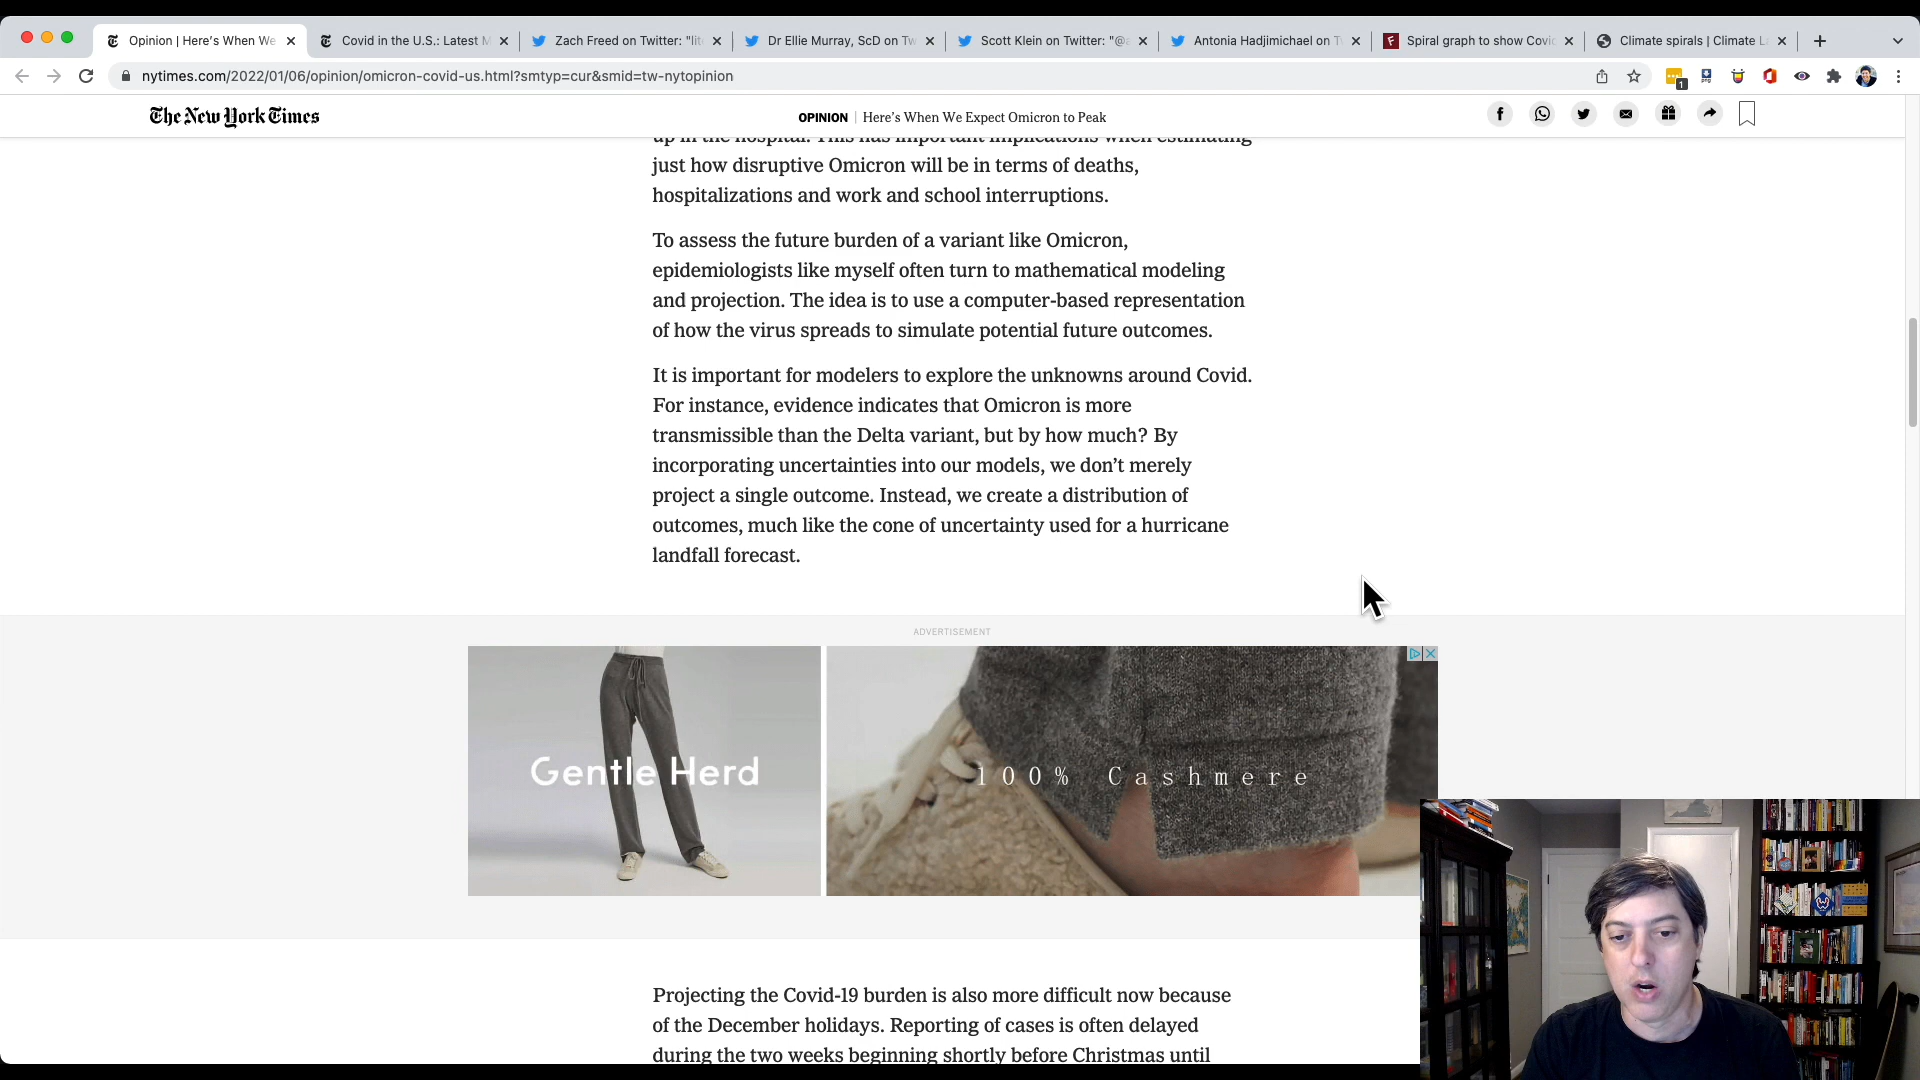 Opinion | Here's When We
Covid in the U.S.: Latest M
Zach Freed on Twitter: "lit
Dr Ellie Murray, ScD on Tw
Scott Klein on Twitter: "@a
Antonia Hadjimichael on T
Spiral graph to show Covi
Climate spirals | Climate L
nytimes.com/2022/01/06/opinion/omicron-covid-us.html?smtyp=cur&smid=tw-nytopinion
1
The New York Times
OPINION | Here's When We Expect Omicron to Peak
up in the hospital. This has important implications when estimating
just how disruptive Omicron will be in terms of deaths,
hospitalizations and work and school interruptions.
To assess the future burden of a variant like Omicron,
epidemiologists like myself often turn to mathematical modeling
and projection. The idea is to use a computer-based representation
of how the virus spreads to simulate potential future outcomes.
It is important for modelers to explore the unknowns around Covid.
For instance, evidence indicates that Omicron is more
transmissible than the Delta variant, but by how much? By
incorporating uncertainties into our models, we don’t merely
project a single outcome. Instead, we create a distribution of
outcomes, much like the cone of uncertainty used for a hurricane
landfall forecast.
ADVERTISEMENT
Gentle Herd
100% Cashmere
Projecting the Covid-19 burden is also more difficult now because
of the December holidays. Reporting of cases is often delayed
during the two weeks beginning shortly before Christmas until